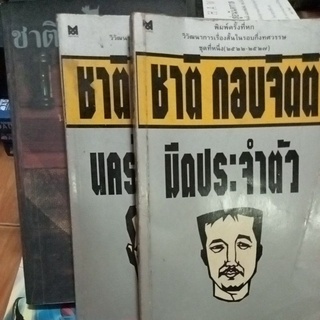 พิมพ์ครั้งที่หก
วิวัฒนาการเรื่องสั้นในรอบกึ่งทศวรรษ
ชุดที่หนึ่ง(๒๕๒๒-๒๕๒๗)
ชาติ กอบจิตติ
มีดประจำตัว
ชาติ
นคร
ชาติ